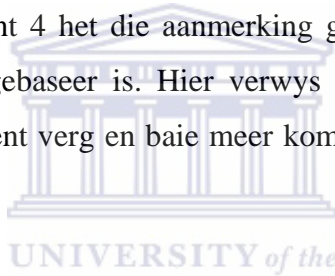 nt 4 het die aanmerking g
gebaseer is. Hier verwys
ent verg en baie meer kom
UNIVERSITY of the